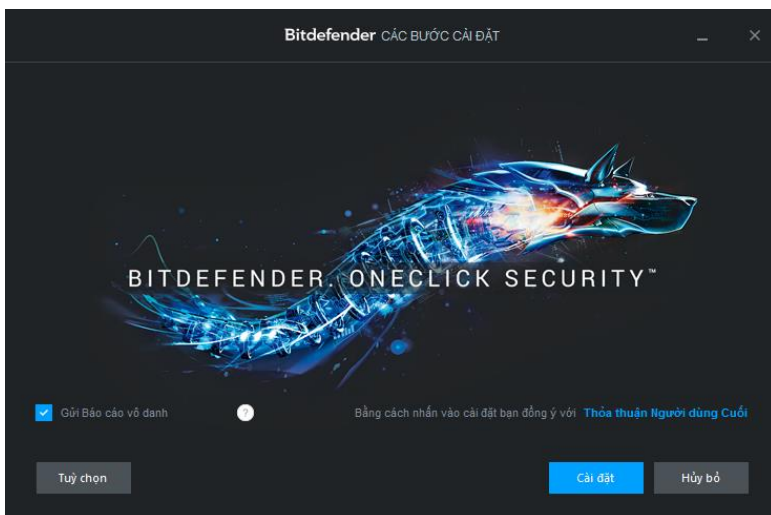 Bitdefender CÁC BƯỚC CÀI ĐẶT
BITDEFENDER. ONECLICK SECURITY™
Gửi Báo cáo vô danh ? Bằng cách nhấn vào cài đặt bạn đồng ý với Thỏa thuận Người dùng Cuối
Tuỳ chọn Cài đặt Hủy bỏ